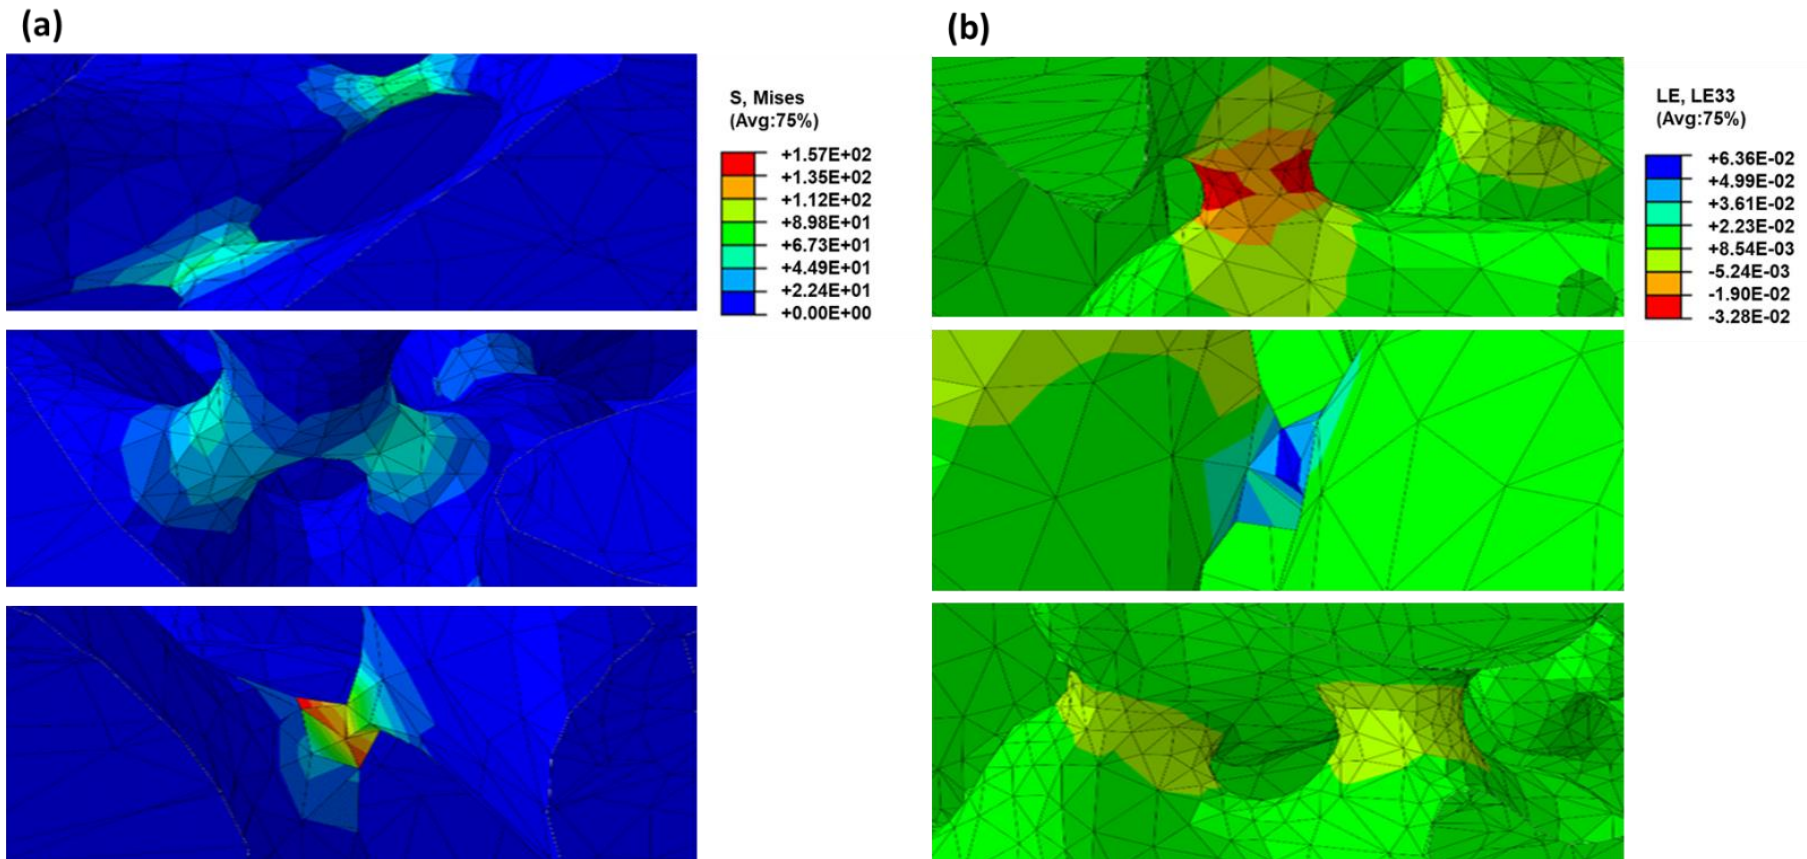 (a)
(b)
S, Mises
(Avg:75%)
+1.57E+02
+1.35E+02
+1.12E+02
+8.98E+01
+6.73E+01
+4.49E+01
+2.24E+01
+0.00E+00
LE, LE33
(Avg:75%)
+6.36E-02
+4.99E-02
+3.61E-02
+2.23E-02
+8.54E-03
-5.24E-03
-1.90E-02
-3.28E-02